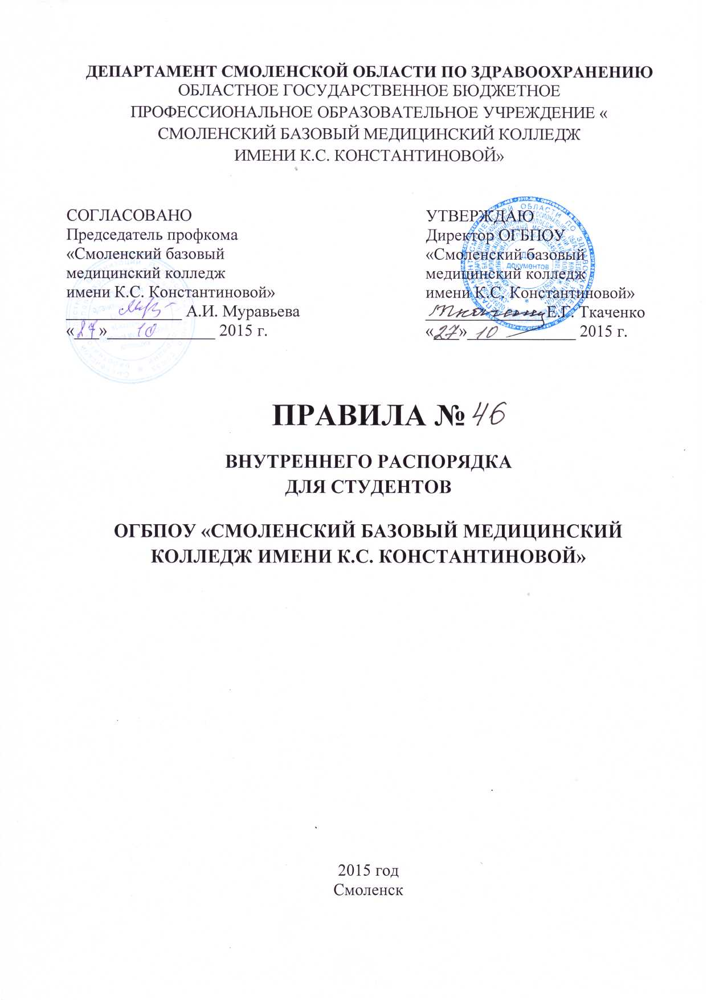 ДЕПАРТАМЕНТ СМОЛЕНСКОЙ ОБЛАСТИ ПО ЗДРАВООХРАНЕНИЮ
ОБЛАСТНОЕ ГОСУДАРСТВЕННОЕ БЮДЖЕТНОЕ
ПРОФЕССИОНАЛЬНОЕ ОБРАЗОВАТЕЛЬНОЕ УЧРЕЖДЕНИЕ «
СМОЛЕНСКИЙ БАЗОВЫЙ МЕДИЦИНСКИЙ КОЛЛЕДЖ
ИМЕНИ К.С. КОНСТАНТИНОВОЙ»
СОГЛАСОВАНО
Председатель профкома
«Смоленский базовый
медицинский колледж
имени К.С. Константиновой»
А.И. Муравьева
«27» 10 2015 г.
УТВЕРЖДАЮ
Директор ОГБПОУ
«Смоленский базовый
медицинский колледж
имени К.С. Константиновой»
Е.Г. Ткаченко
«27» 10 2015 г.
Для
документов
ПРАВИЛА № 46
ВНУТРЕННЕГО РАСПОРЯДКА
ДЛЯ СТУДЕНТОВ
ОГБПОУ «СМОЛЕНСКИЙ БАЗОВЫЙ МЕДИЦИНСКИЙ
КОЛЛЕДЖ ИМЕНИ К.С. КОНСТАНТИНОВОЙ»
2015 год
Смоленск